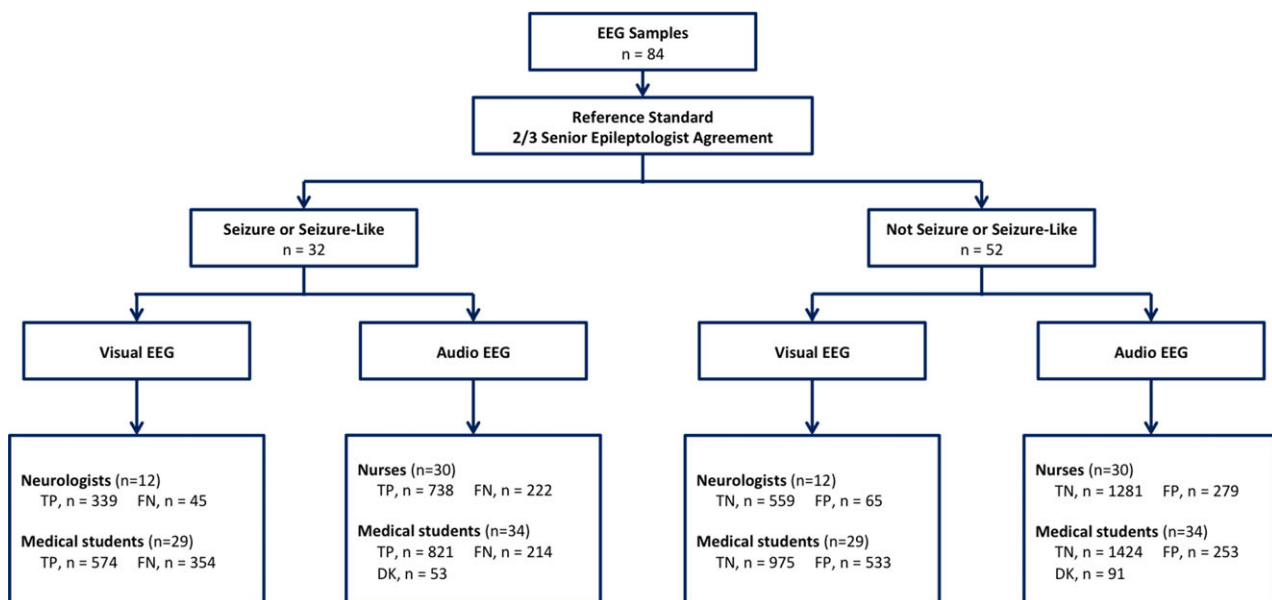 EEG Samples
n = 84
Reference Standard
2/3 Senior Epileptologist Agreement
Seizure or Seizure-Like
n = 32
Not Seizure or Seizure-Like
n = 52
Visual EEG
Audio EEG
Visual EEG
Audio EEG
Neurologists (n=12)
TP, n = 339 FN, n = 45
Medical students (n=29)
TP, n = 574 FN, n = 354
Nurses (n=30)
TP, n = 738 FN, n = 222
Medical students (n=34)
TP, n = 821 FN, n = 214
DK, n = 53
Neurologists (n=12)
TN, n = 559 FP, n = 65
Medical students (n=29)
TN, n = 975 FP, n = 533
Nurses (n=30)
TN, n = 1281 FP, n = 279
Medical students (n=34)
TN, n = 1424 FP, n = 253
DK, n = 91